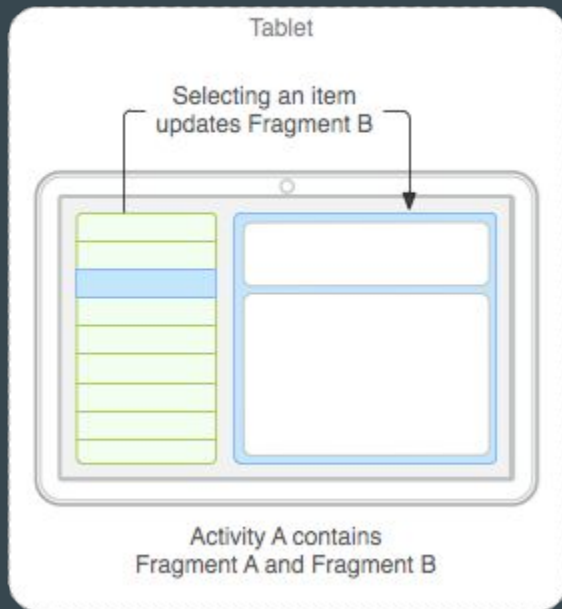 Tablet
Selecting an item
updates Fragment B
Activity A contains
Fragment A and Fragment B